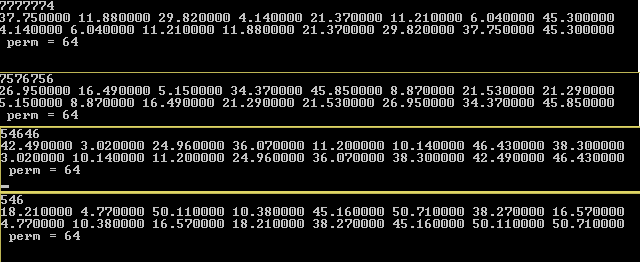 7777774
37.750000 11.880000 29.820000 4.140000 21.370000 11.210000 6.040000 45.300000
4.140000 6.040000 11.210000 11.880000 21.370000 29.820000 37.750000 45.300000
perm = 64
7576756
26.950000 16.490000 5.150000 34.370000 45.850000 8.870000 21.530000 21.290000
5.150000 8.870000 16.490000 21.290000 21.530000 26.950000 34.370000 45.850000
perm = 64
54646
42.490000 3.020000 24.960000 36.070000 11.200000 10.140000 46.430000 38.300000
3.020000 10.140000 11.200000 24.960000 36.070000 38.300000 42.490000 46.430000
perm = 64
546
18.210000 4.770000 50.110000 10.380000 45.160000 50.710000 38.270000 16.570000
4.770000 10.380000 16.570000 18.210000 38.270000 45.160000 50.110000 50.710000
perm = 64